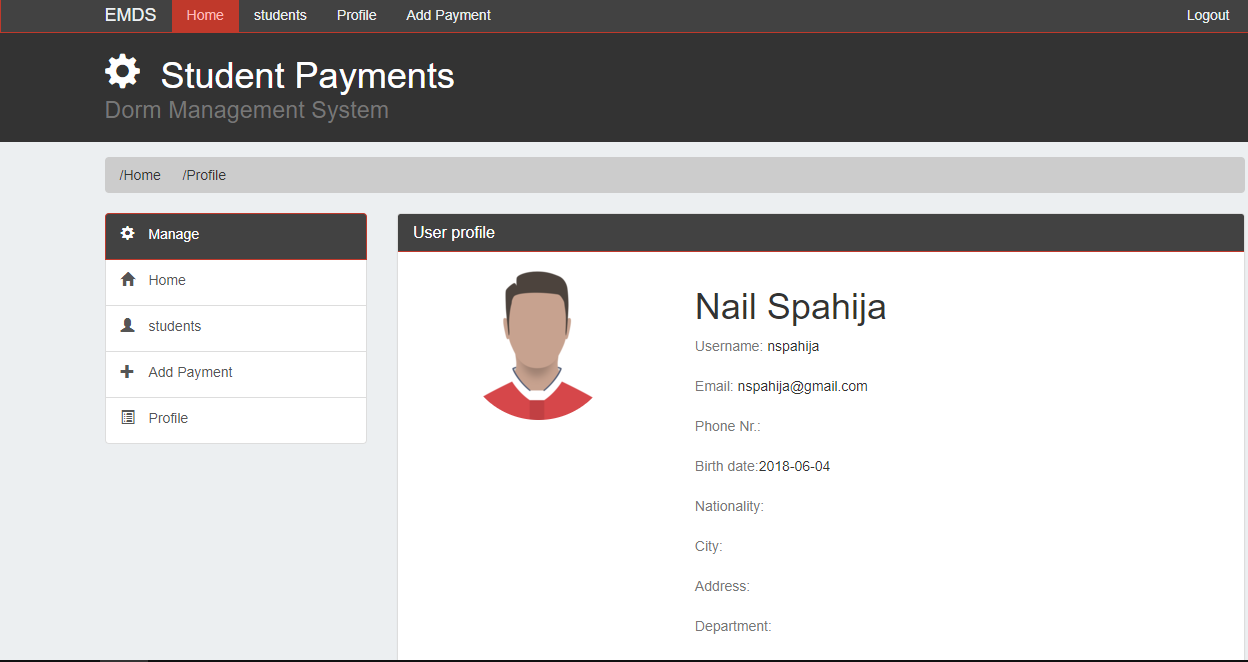 EMDS Home students Profile Add Payment Logout
Student Payments
Dorm Management System
/Home /Profile
Manage
Home
students
Add Payment
Profile
User profile
Nail Spahija
Username: nspahija
Email: nspahija@gmail.com
Phone Nr.:
Birth date:2018-06-04
Nationality:
City:
Address:
Department: